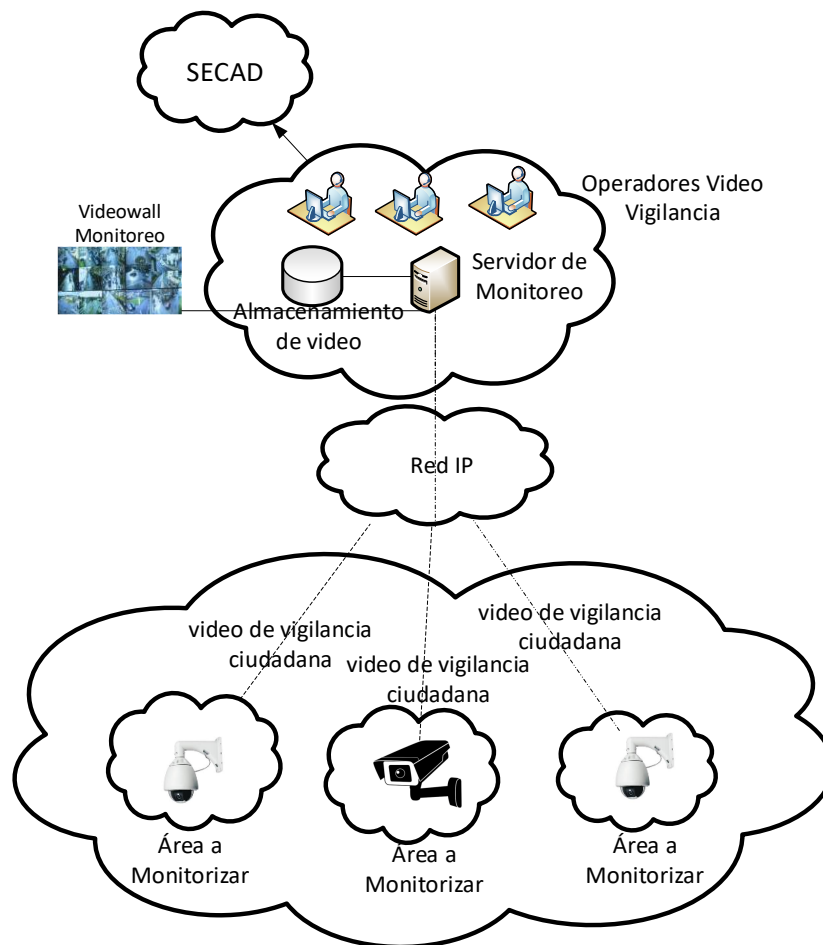 SECAD
Operadores Video
Vigilancia
Videowall
Monitoreo
Servidor de
Monitoreo
Almacenamiento
de video
Red IP
video de vigilancia
ciudadana
video de vigilancia
ciudadana
video de vigilancia
ciudadana
Área a
Monitorizar
Área a
Monitorizar
Área a
Monitorizar